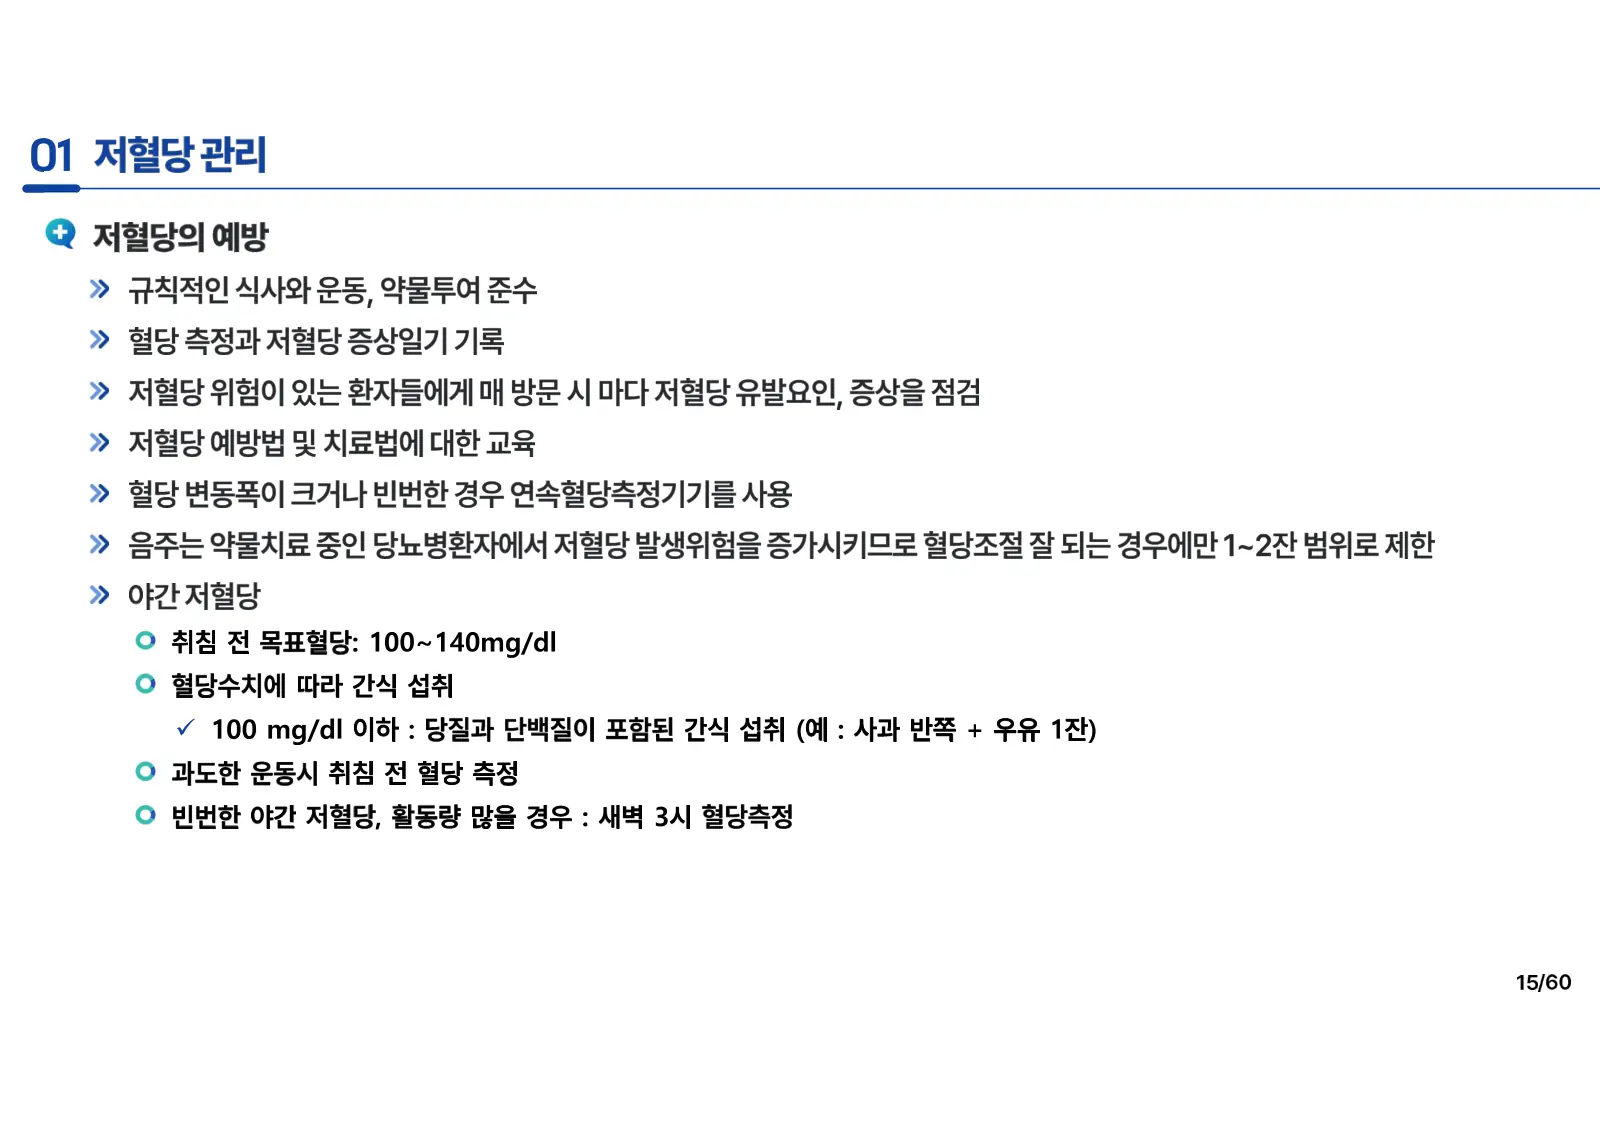 01 저혈당 관리
저혈당의 예방
규칙적인 식사와 운동, 약물투여 준수
혈당 측정과 저혈당 증상일기 기록
저혈당 위험이 있는 환자들에게 매 방문 시 마다 저혈당 유발요인, 증상을 점검
저혈당 예방법 및 치료법에 대한 교육
혈당 변동폭이 크거나 빈번한 경우 연속혈당측정기기를 사용
음주는 약물치료 중인 당뇨병환자에서 저혈당 발생위험을 증가시키므로 혈당조절 잘 되는 경우에만 1~2잔 범위로 제한
야간 저혈당
취침 전 목표혈당: 100~140mg/dl
혈당수치에 따라 간식 섭취
✓ 100 mg/dl 이하 : 당질과 단백질이 포함된 간식 섭취 (예 : 사과 반쪽 + 우유 1잔)
과도한 운동시 취침 전 혈당 측정
빈번한 야간 저혈당, 활동량 많을 경우 : 새벽 3시 혈당측정
15/60